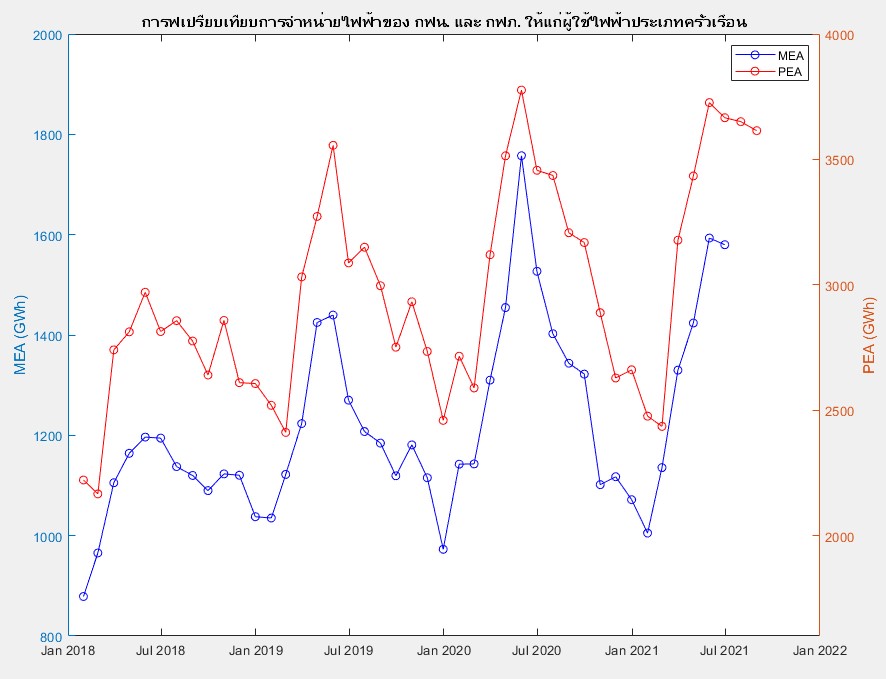 การฟเปรียบเทียบการจำหน่ายไฟฟ้าของ กฟน. และ กฟภ. ให้แก่ผู้ใช้ไฟฟ้าประเภทครัวเรือน
MEA
PEA
2000
1800
1600
1400
1200
1000
800
MEA (GWh)
4000
3500
3000
2500
2000
PEA (GWh)
Jan 2018 Jul 2018 Jan 2019 Jul 2019 Jan 2020 Jul 2020 Jan 2021 Jul 2021 Jan 2022